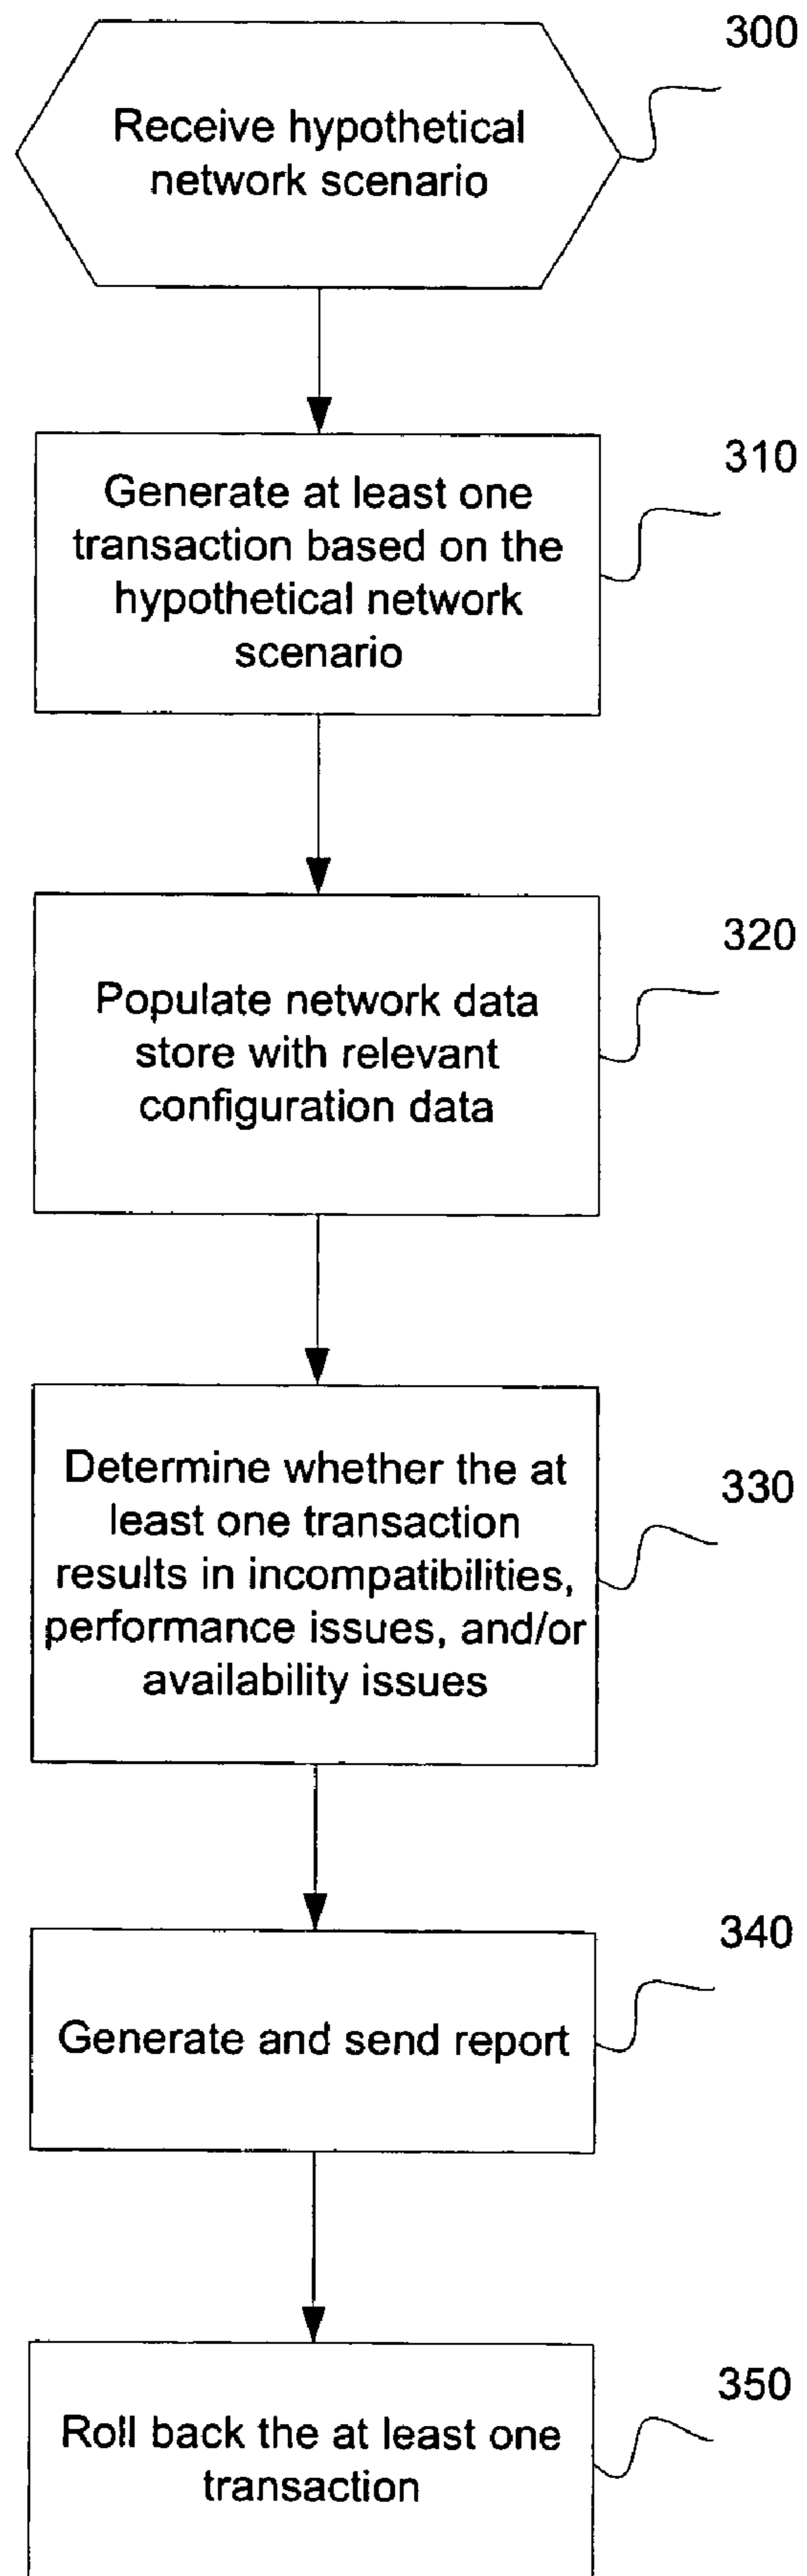 300
Receive hypothetical
network scenario
310
Generate at least one
transaction based on the
hypothetical network
scenario
320
Populate network data
store with relevant
configuration data
330
Determine whether the at
least one transaction
results in incompatibilities,
performance issues, and/or
availability issues
340
Generate and send report
350
Roll back the at least one
transaction